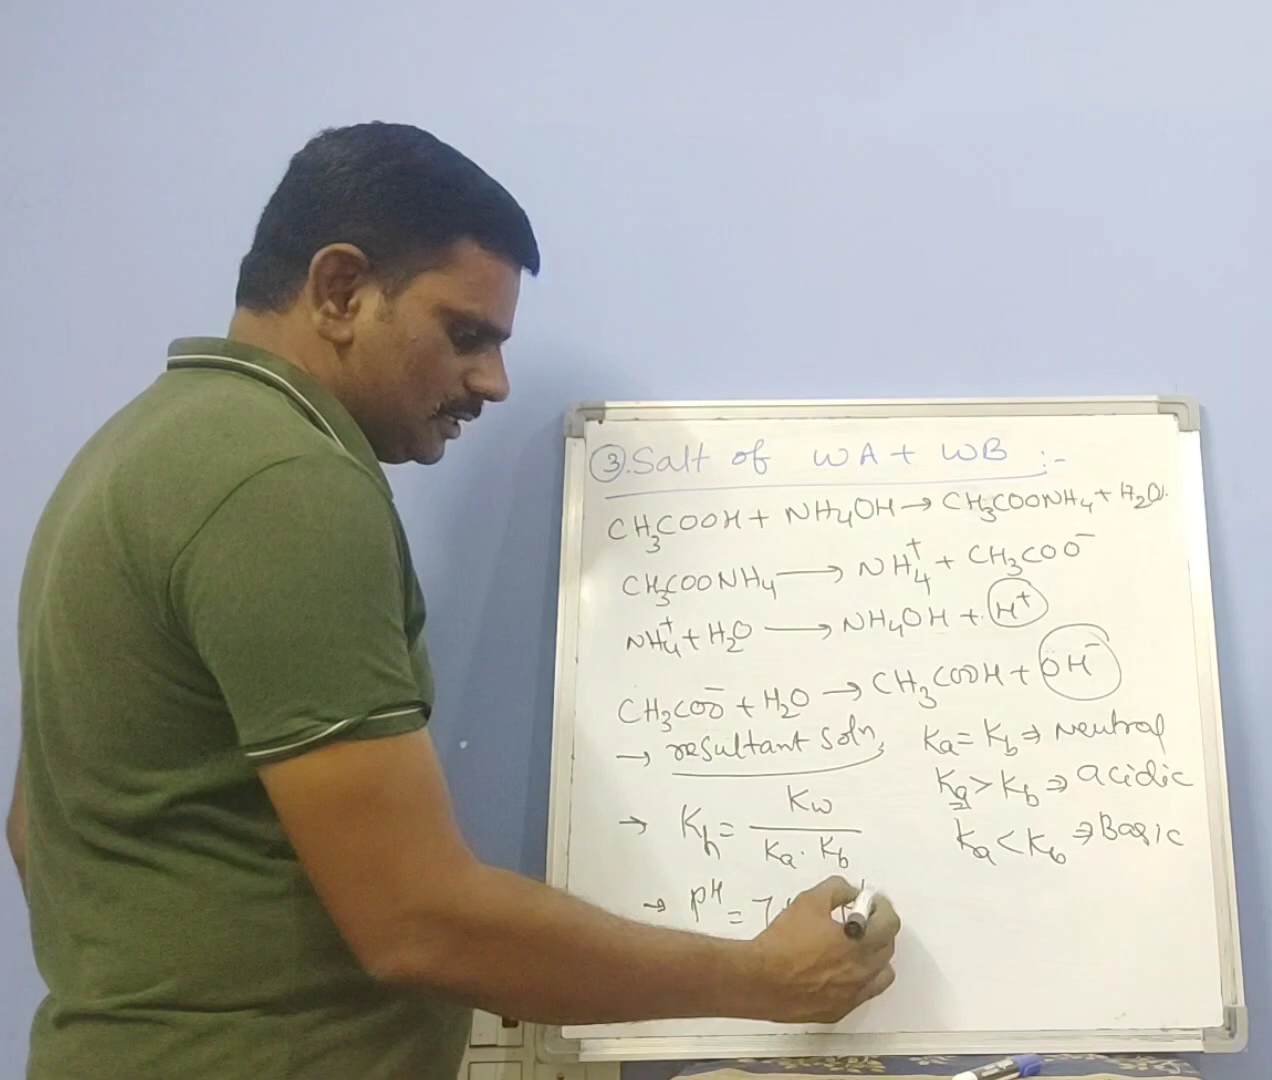 ③. Salt of WA + WB :-
CH₃COOH + NH₄OH → CH₃COONH₄ + H₂O.
CH₃COONH₄ → NH₄⁺ + CH₃COO⁻
NH₄⁺ + H₂O → NH₄OH + H⁺
CH₃COO⁻ + H₂O → CH₃COOH + OH⁻
→ resultant soln,
Ka = Kb ⇒ Neutral
Ka > Kb ⇒ acidic
Ka < Kb ⇒ Basic
→ Kh = Kw / Ka . Kb
→ pH = 7 +